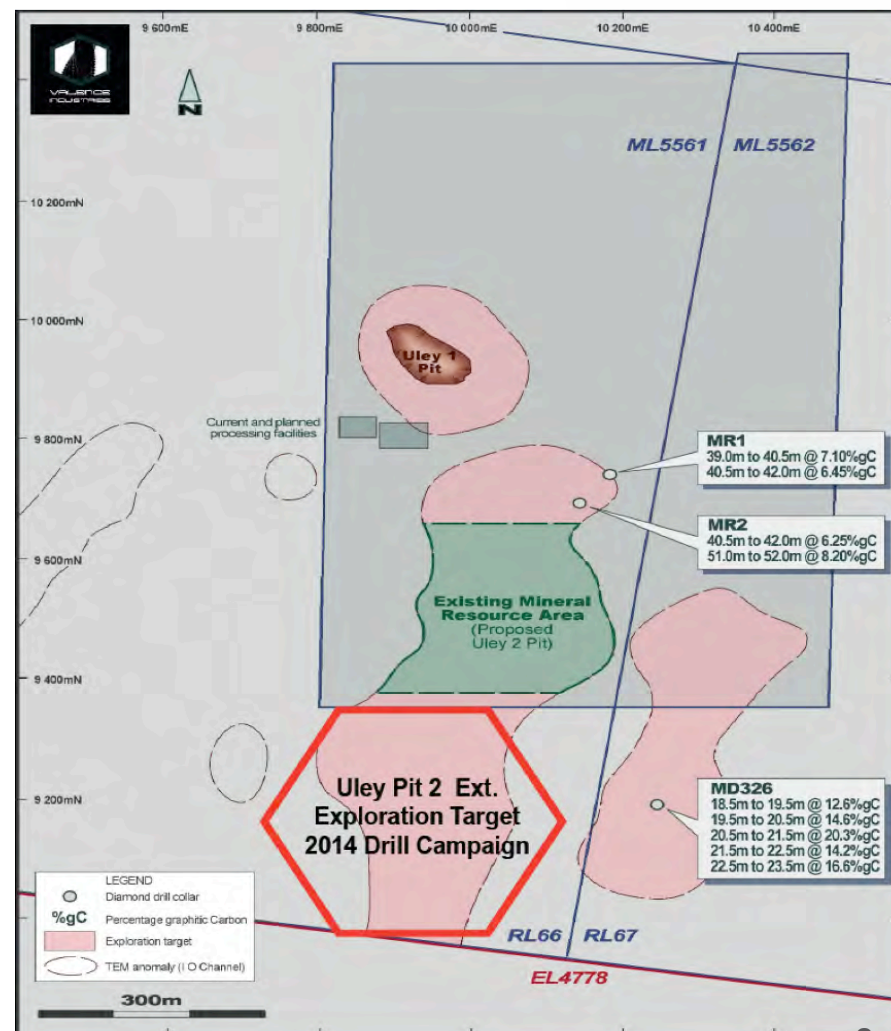 9 600mE
9 800mE
10 000mE
10 200mE
10 400mE
VALENCE
INDUSTRIES
N
ML5561
ML5562
10 200mN
10 000mN
Uley 1
Pit
Current and planned
processing facilities
9 800mN
MR1
39.0m to 40.5m @ 7.10%gC
40.5m to 42.0m @ 6.45%gC
MR2
40.5m to 42.0m @ 6.25%gC
51.0m to 52.0m @ 8.20%gC
9 600mN
Existing Mineral
Resource Area
(Proposed
Uley 2 Pit)
9 400mN
Uley Pit 2 Ext.
Exploration Target
2014 Drill Campaign
9 200mN
MD326
18.5m to 19.5m @ 12.6%gC
19.5m to 20.5m @ 14.6%gC
20.5m to 21.5m @ 20.3%gC
21.5m to 22.5m @ 14.2%gC
22.5m to 23.5m @ 16.6%gC
LEGEND
Diamond drill collar
%gC Percentage graphitic Carbon
Exploration target
TEM anomaly (I O Channel)
RL66
RL67
EL4778
300m